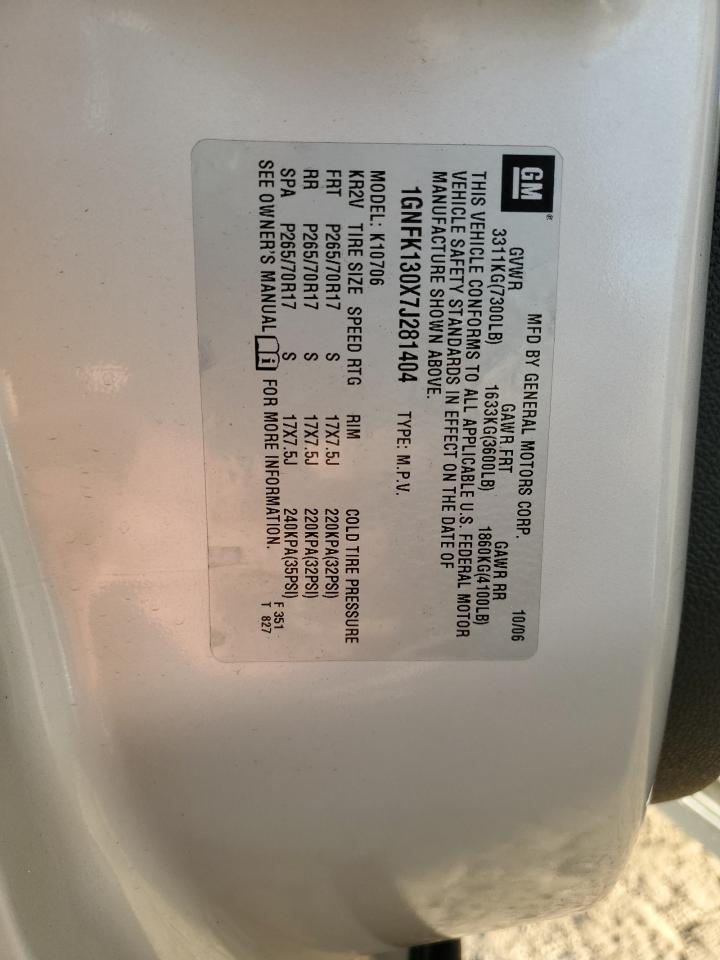 GM®
MFD BY GENERAL MOTORS CORP. 10/06
GVWR GAWR FRT GAWR RR
3311KG(7300LB) 1633KG(3600LB) 1860KG(4100LB)
THIS VEHICLE CONFORMS TO ALL APPLICABLE U.S. FEDERAL MOTOR
VEHICLE SAFETY STANDARDS IN EFFECT ON THE DATE OF
MANUFACTURE SHOWN ABOVE.
1GNFK130X7J281404 TYPE: M.P.V.
MODEL: K10706
KR2V TIRE SIZE SPEED RTG RIM COLD TIRE PRESSURE
FRT P265/70R17 S 17X7.5J 220KPA(32PSI)
RR P265/70R17 S 17X7.5J 220KPA(32PSI)
SPA P265/70R17 S 17X7.5J 240KPA(35PSI)
SEE OWNER'S MANUAL i FOR MORE INFORMATION.
F 351
T 827